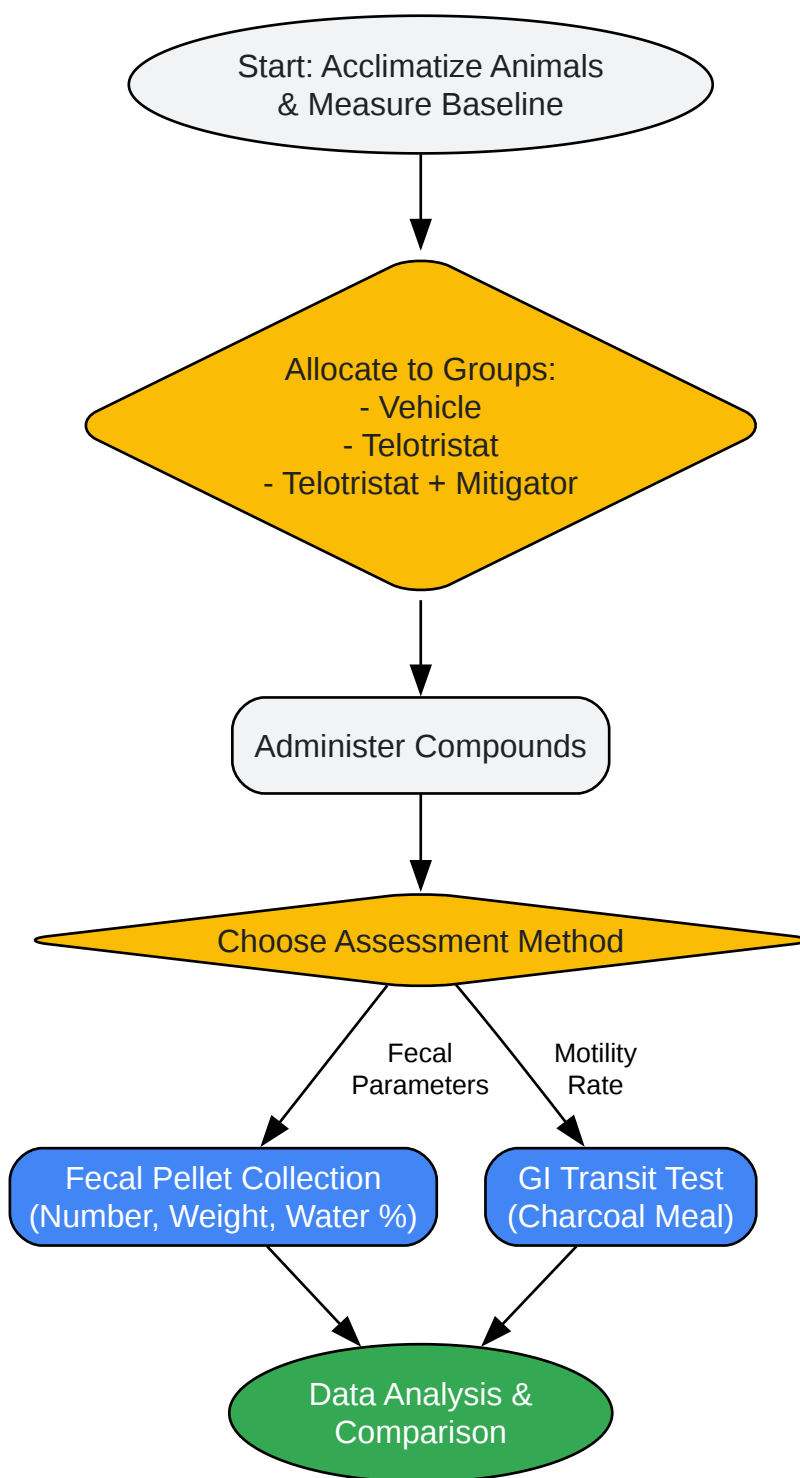 Start: Acclimatize Animals
& Measure Baseline
Allocate to Groups:
- Vehicle
- Telotristat
- Telotristat + Mitigator
Administer Compounds
Choose Assessment Method
Fecal
Parameters
Motility
Rate
Fecal Pellet Collection
(Number, Weight, Water %)
GI Transit Test
(Charcoal Meal)
Data Analysis &
Comparison